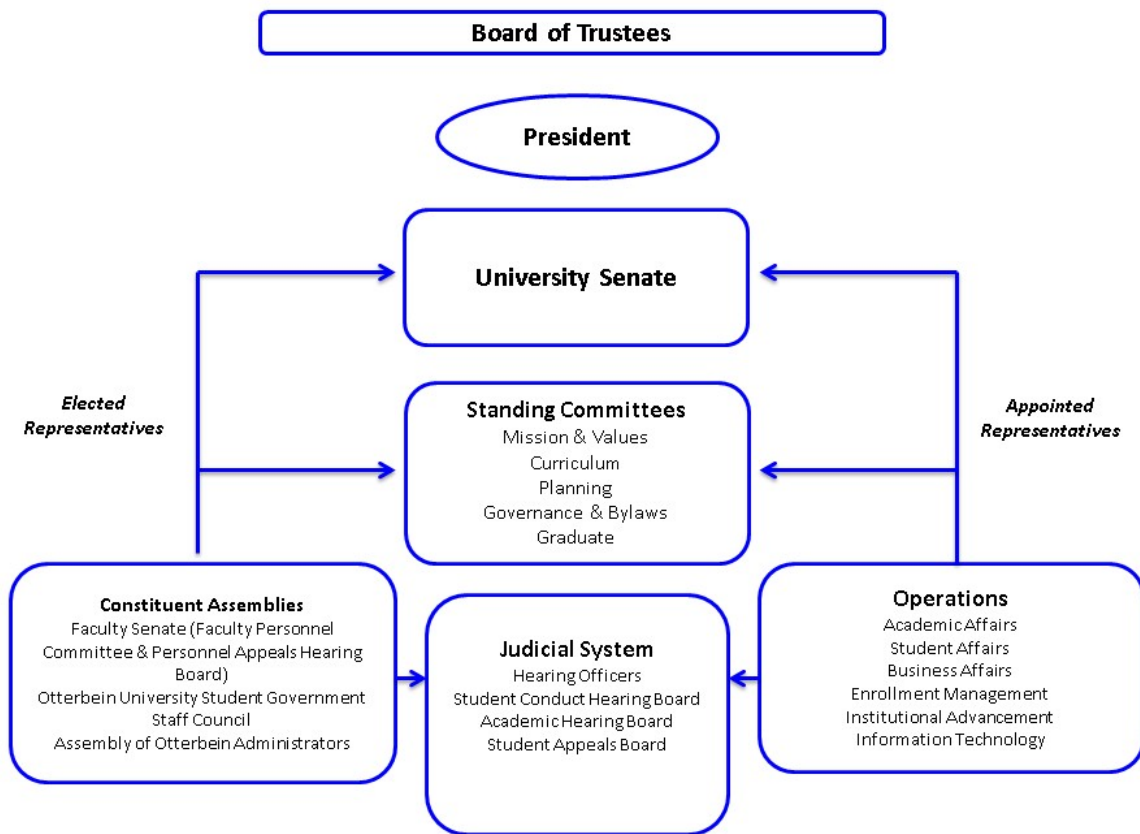 Board of Trustees
President
University Senate
Elected
Representatives
Standing Committees
Mission & Values
Curriculum
Planning
Governance & Bylaws
Graduate
Appointed
Representatives
Constituent Assemblies
Faculty Senate (Faculty Personnel
Committee & Personnel Appeals Hearing
Board)
Otterbein University Student Government
Staff Council
Assembly of Otterbein Administrators
Judicial System
Hearing Officers
Student Conduct Hearing Board
Academic Hearing Board
Student Appeals Board
Operations
Academic Affairs
Student Affairs
Business Affairs
Enrollment Management
Institutional Advancement
Information Technology